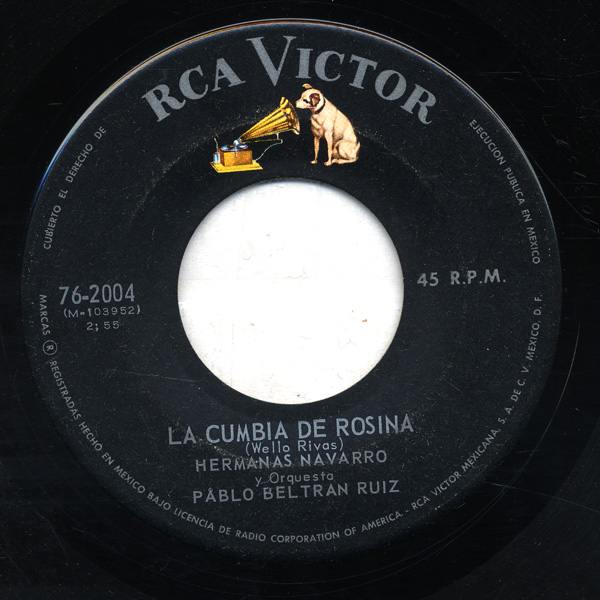 RCA VICTOR
CUBIERTO EL DERECHO DE EJECUCION PUBLICA EN MEXICO
76-2004
(M-103952)
2; 55
45 R.P.M.
LA CUMBIA DE ROSINA
(Wello Rivas)
HERMANAS NAVARRO
y Orquesta
PABLO BELTRAN RUIZ
MARCAS ® REGISTRADAS HECHO EN MEXICO BAJO LICENCIA DE RADIO CORPORATION OF AMERICA. - RCA VICTOR MEXICANA, S. A. DE C. V. MEXICO, D. F.